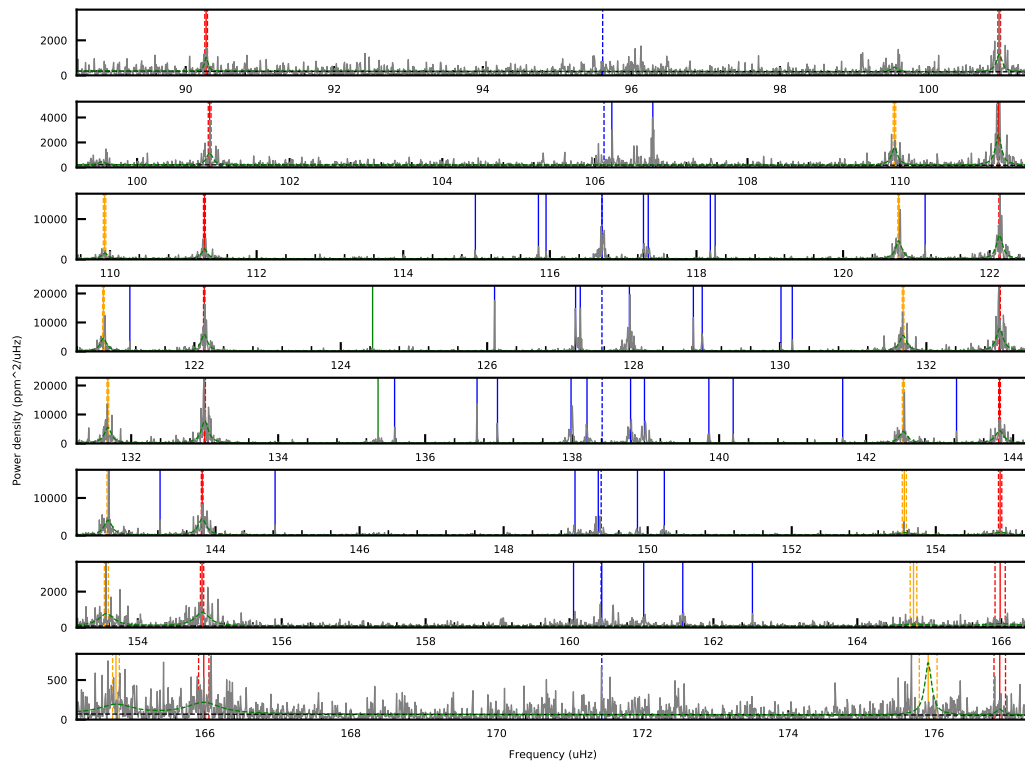 2000
0
90 92 94 96 98 100
4000
2000
0
100 102 104 106 108 110
10000
0
110 112 114 116 118 120 122
20000
10000
0
122 124 126 128 130 132
20000
10000
0
132 134 136 138 140 142 144
10000
0
144 146 148 150 152 154
2000
0
154 156 158 160 162 164 166
500
0
166 168 170 172 174 176
Frequency (uHz)
Power density (ppm^2/uHz)